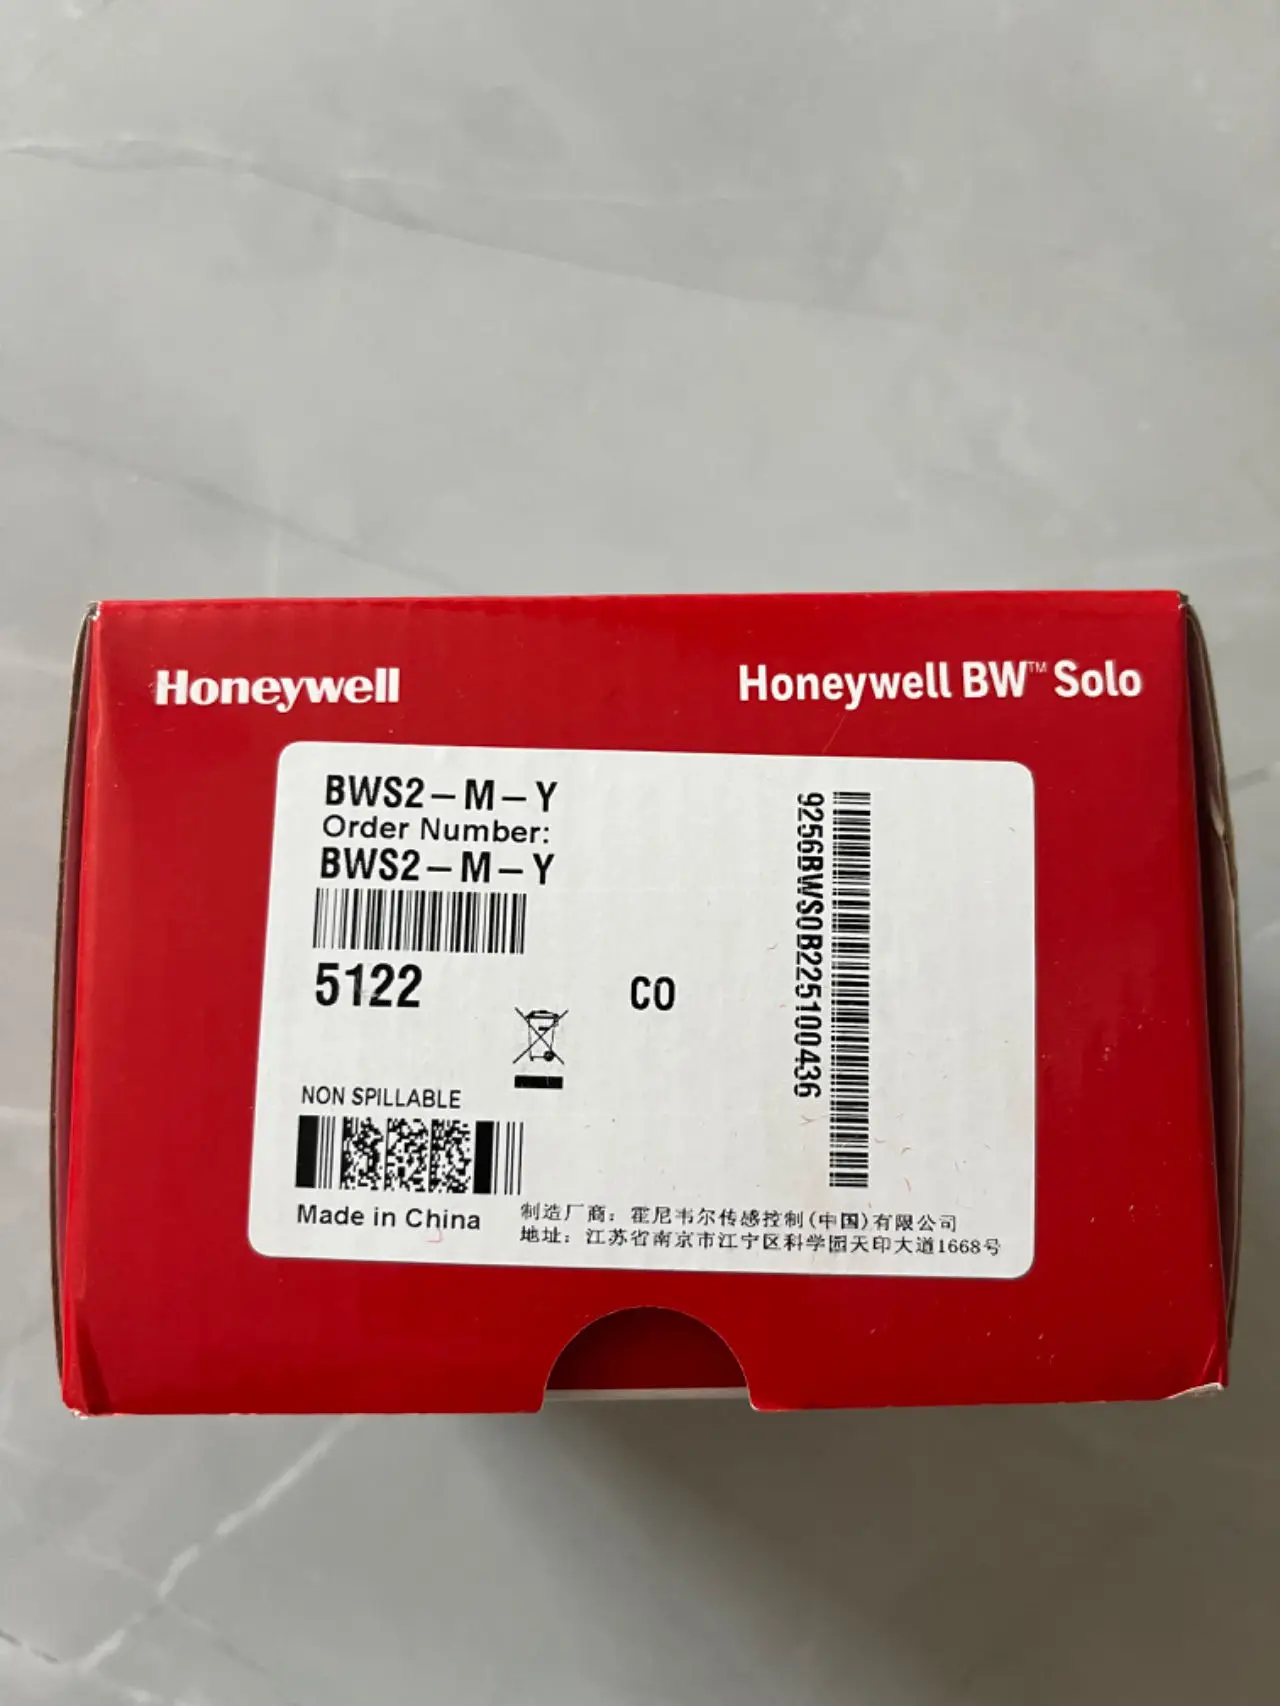 Honeywell
Honeywell BW™ Solo
BWS2-M-Y
Order Number:
BWS2-M-Y
5122
CO
NON SPILLABLE
Made in China
制造厂商：霍尼韦尔传感控制(中国)有限公司
地址：江苏省南京市江宁区科学园天印大道1668号
9256BWSOB225100436